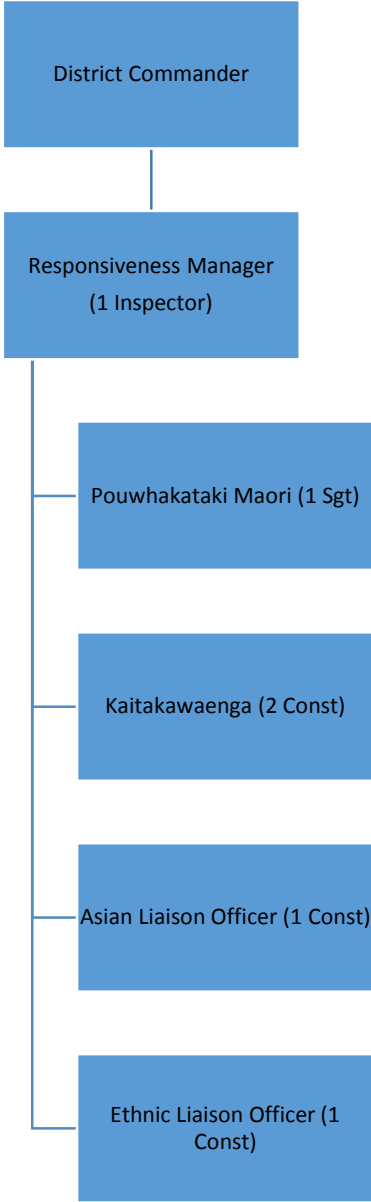 District Commander
Responsiveness Manager
(1 Inspector)
Pouwhakataki Maori (1 Sgt)
Kaitakawaenga (2 Const)
Asian Liaison Officer (1 Const)
Ethnic Liaison Officer (1
Const)